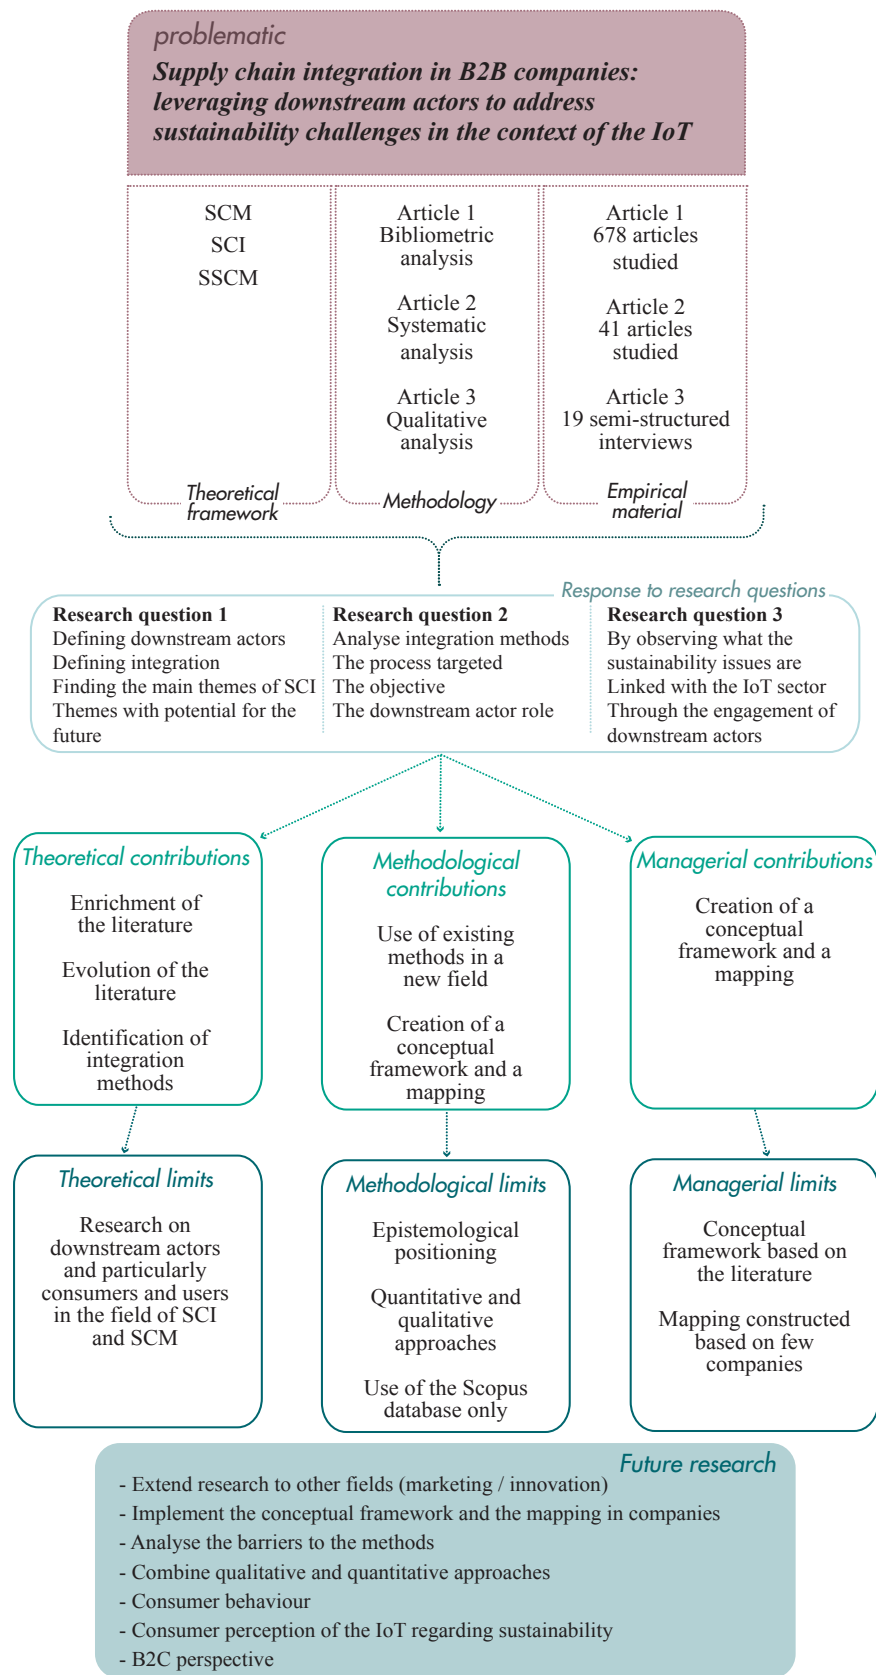 problematic
Supply chain integration in B2B companies:
leveraging downstream actors to address
sustainability challenges in the context of the IoT
SCM
SCI
SSCM
Theoretical
framework
Article 1
Bibliometric
analysis
Article 2
Systematic
analysis
Article 3
Qualitative
analysis
Methodology
Article 1
678 articles
studied
Article 2
41 articles
studied
Article 3
19 semi-structured
interviews
Empirical
material
Response to research questions
Research question 1
Defining downstream actors
Defining integration
Finding the main themes of SCI
Themes with potential for the
future
Research question 2
Analyse integration methods
The process targeted
The objective
The downstream actor role
Research question 3
By observing what the
sustainability issues are
Linked with the IoT sector
Through the engagement of
downstream actors
Theoretical contributions
Enrichment of
the literature
Evolution of the
literature
Identification of
integration
methods
Methodological
contributions
Use of existing
methods in a
new field
Creation of a
conceptual
framework and a
mapping
Managerial contributions
Creation of a
conceptual
framework and a
mapping
Theoretical limits
Research on
downstream actors
and particularly
consumers and users
in the field of SCI
and SCM
Methodological limits
Epistemological
positioning
Quantitative and
qualitative
approaches
Use of the Scopus
database only
Managerial limits
Conceptual
framework based on
the literature
Mapping constructed
based on few
companies
Future research
- Extend research to other fields (marketing / innovation)
- Implement the conceptual framework and the mapping in companies
- Analyse the barriers to the methods
- Combine qualitative and quantitative approaches
- Consumer behaviour
- Consumer perception of the IoT regarding sustainability
- B2C perspective